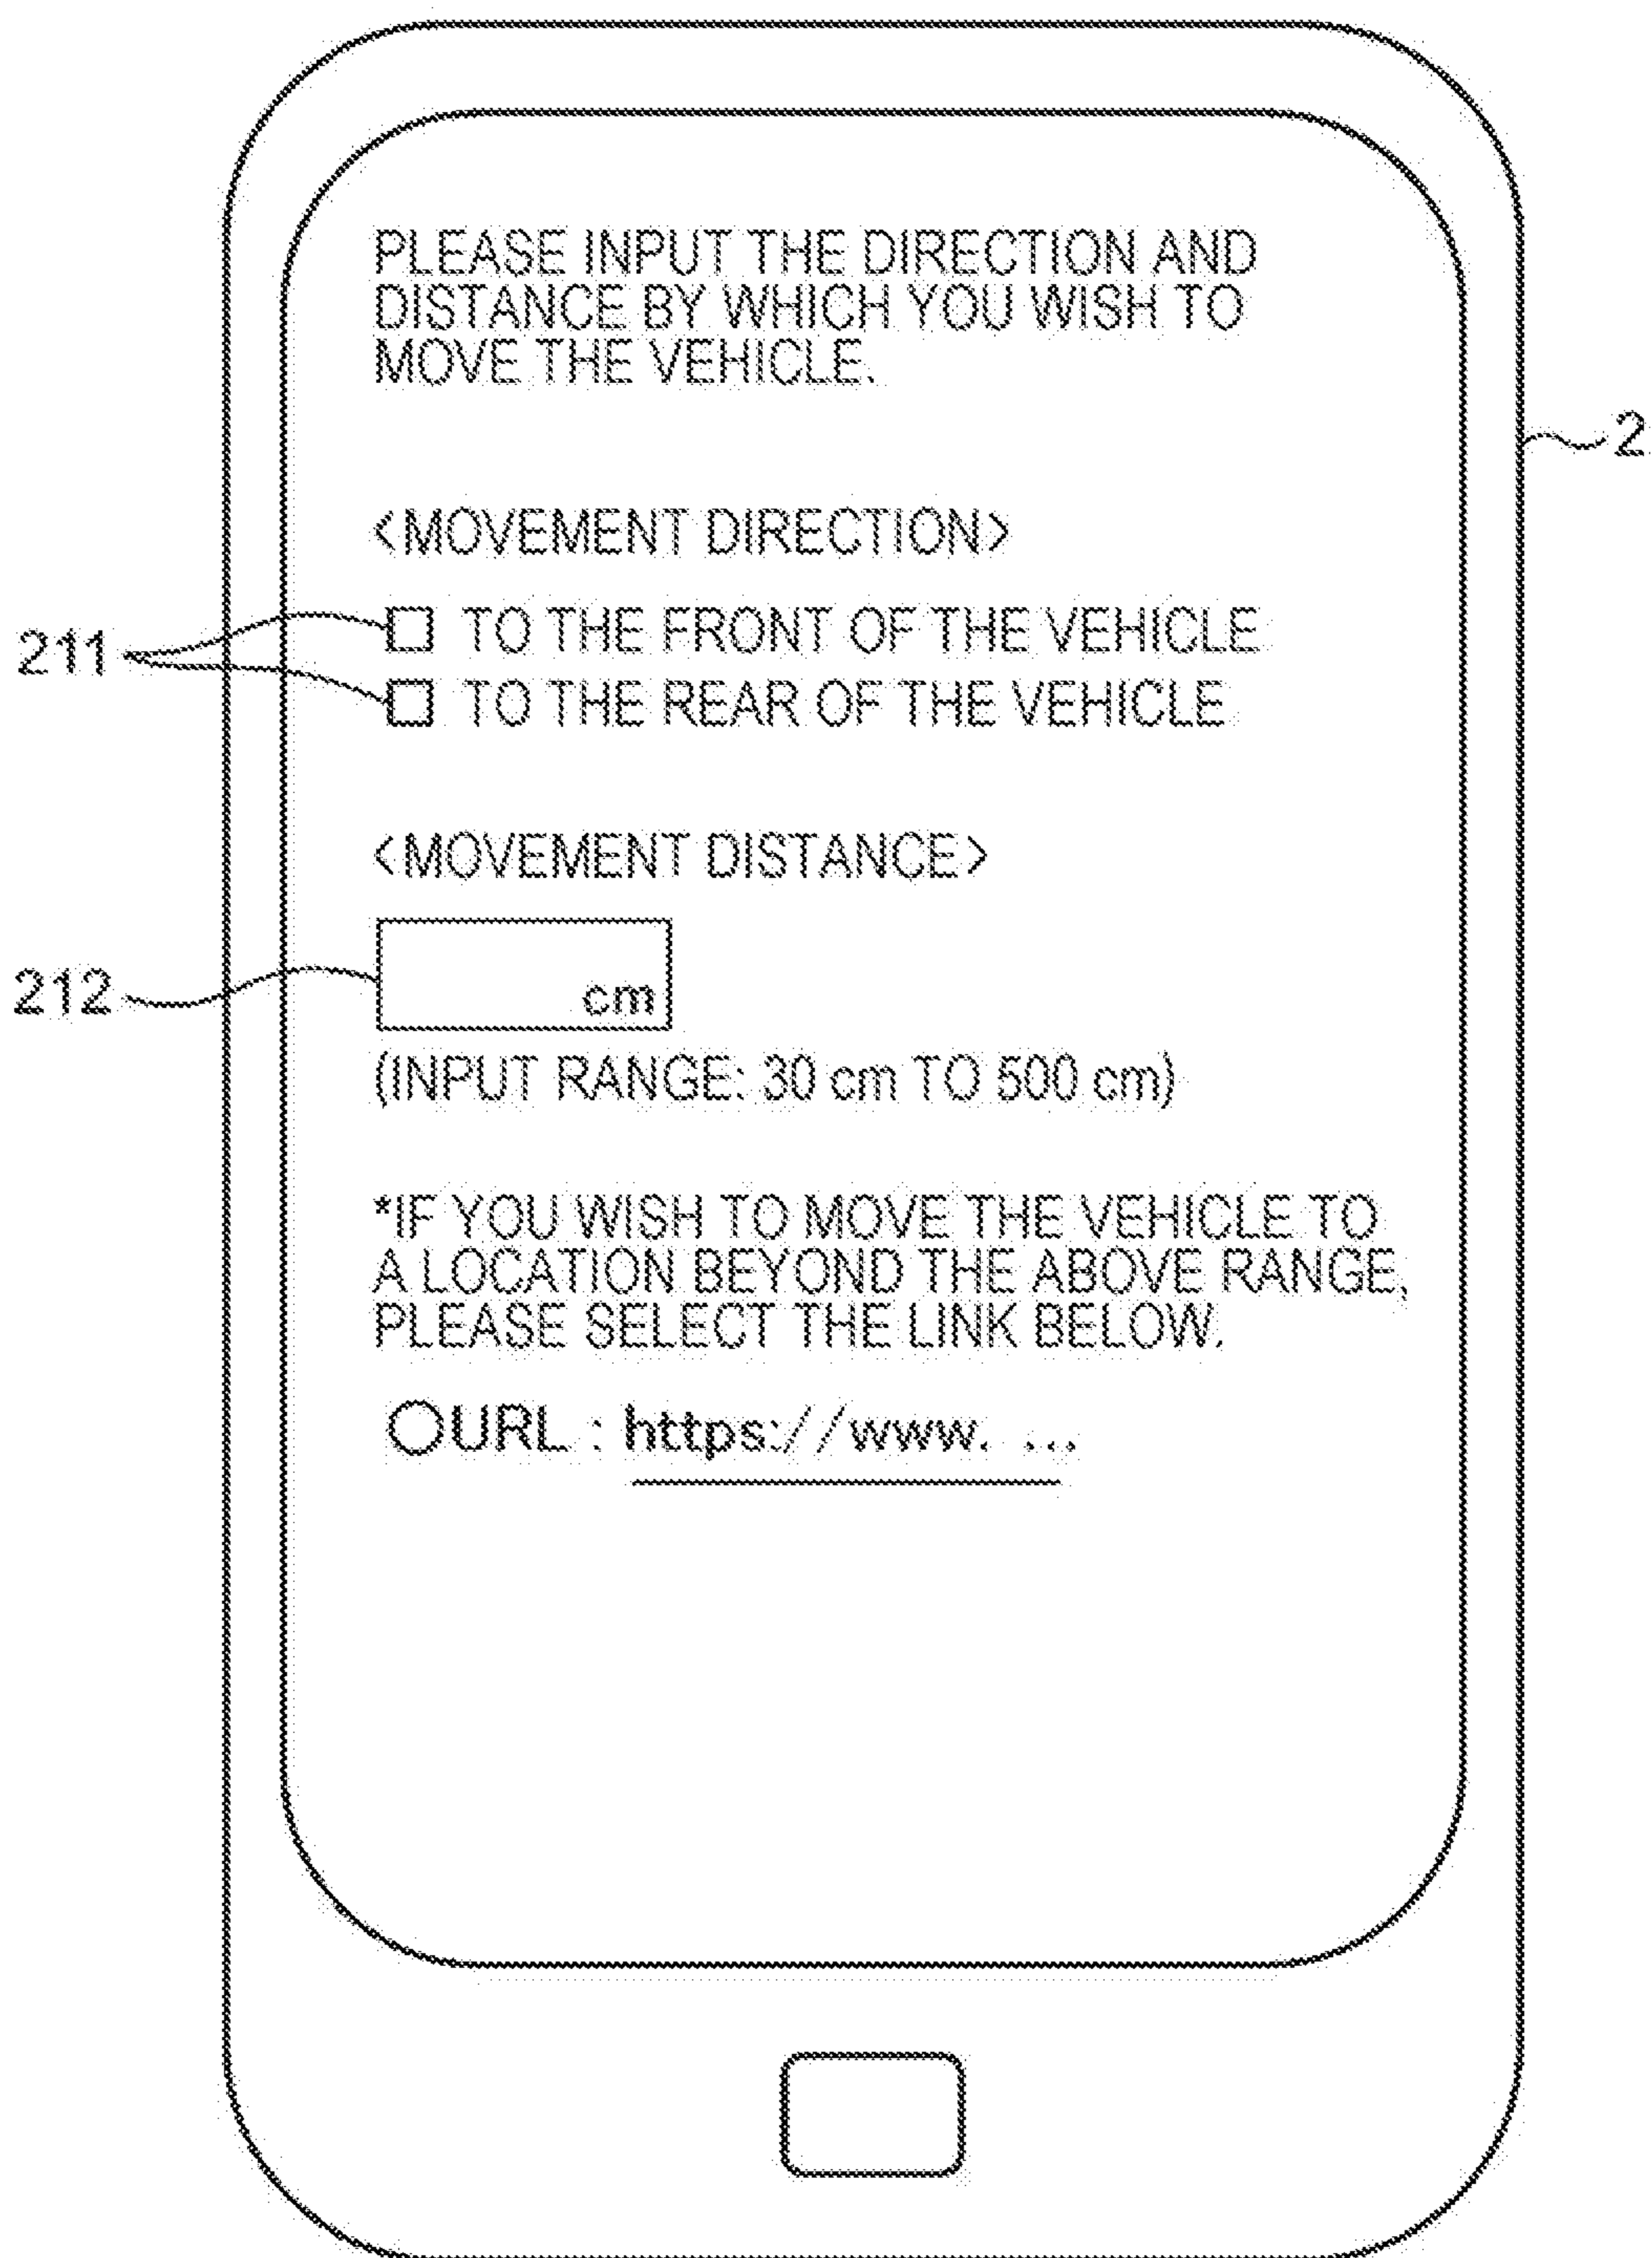 PLEASE INPUT THE DIRECTION AND
DISTANCE BY WHICH YOU WISH TO
MOVE THE VEHICLE.
2
<MOVEMENT DIRECTION>
211
TO THE FRONT OF THE VEHICLE
TO THE REAR OF THE VEHICLE
<MOVEMENT DISTANCE>
212
cm
(INPUT RANGE: 30 cm TO 500 cm)
*IF YOU WISH TO MOVE THE VEHICLE TO
A LOCATION BEYOND THE ABOVE RANGE,
PLEASE SELECT THE LINK BELOW.
○URL : https://www. ...